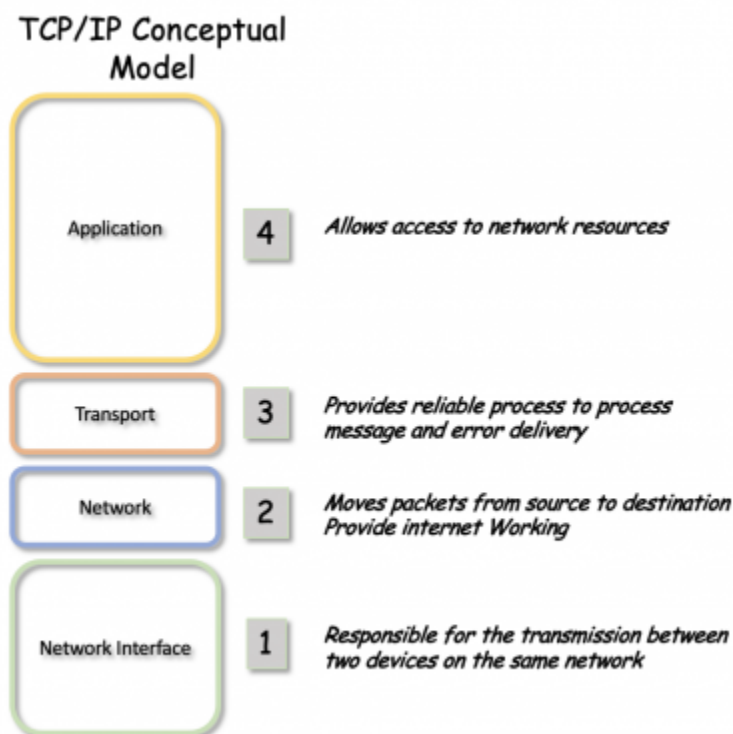 TCP/IP Conceptual
Model
Application
4
Allows access to network resources
Transport
3
Provides reliable process to process
message and error delivery
Network
2
Moves packets from source to destination
Provide internet Working
Network Interface
1
Responsible for the transmission between
two devices on the same network